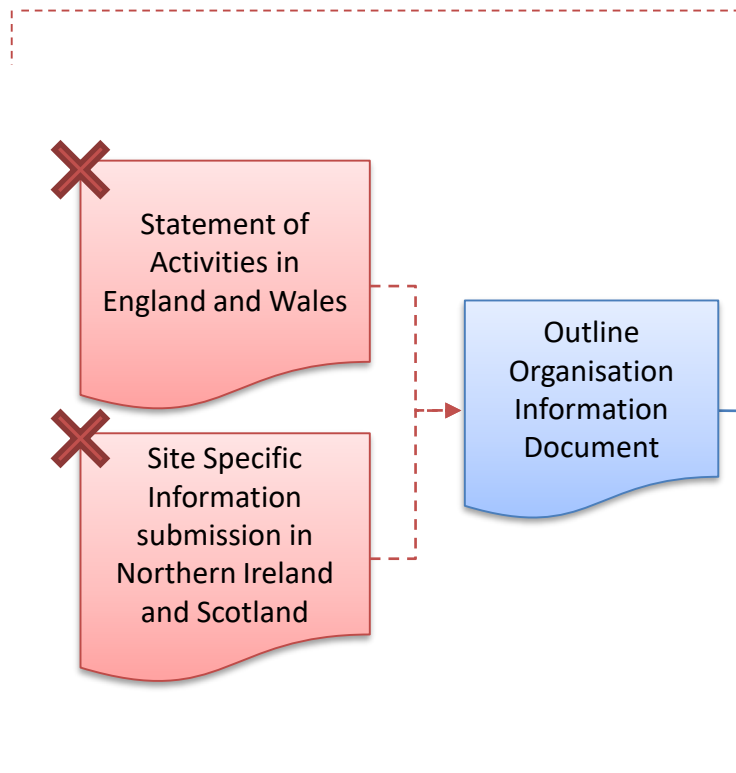 Statement of
Activities in
England and Wales
Outline
Organisation
Information
Document
Site Specific
Information
submission in
Northern Ireland
and Scotland